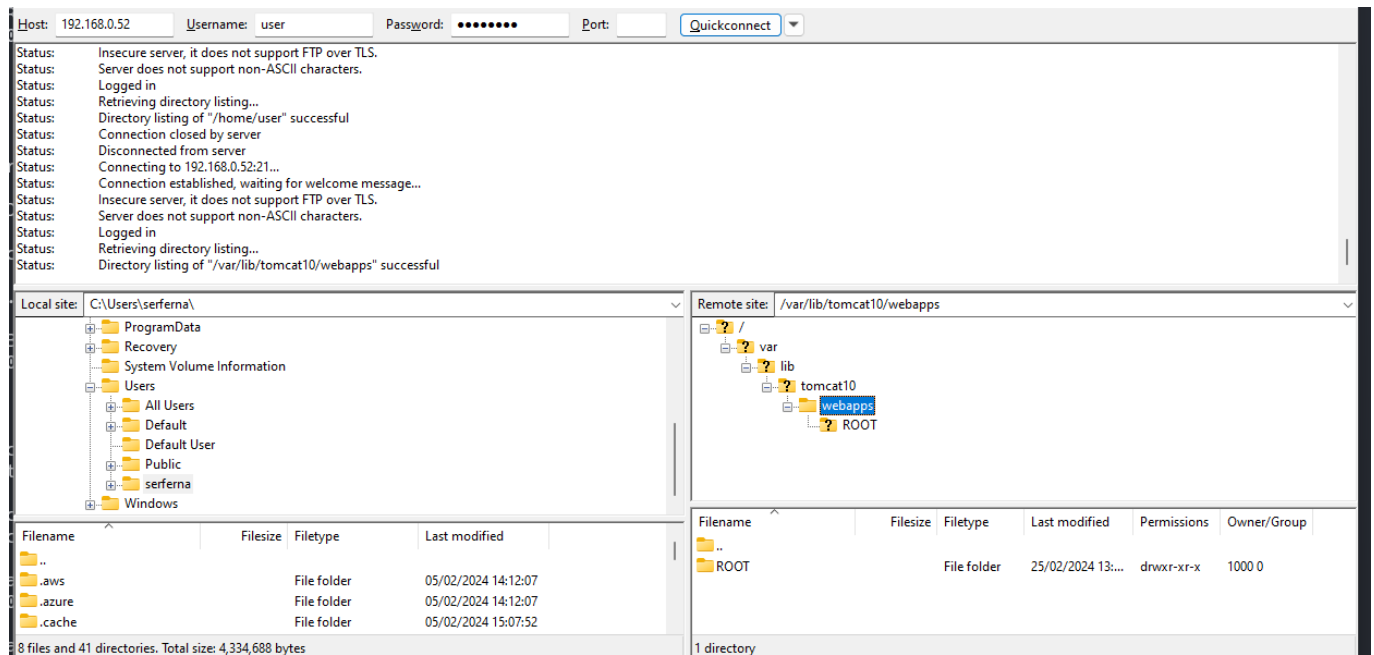 Host: 192.168.0.52 Username: user Password: ●●●●●●●● Port: Quickconnect
Status: Insecure server, it does not support FTP over TLS.
Status: Server does not support non-ASCII characters.
Status: Logged in
Status: Retrieving directory listing...
Status: Directory listing of "/home/user" successful
Status: Connection closed by server
Status: Disconnected from server
Status: Connecting to 192.168.0.52:21...
Status: Connection established, waiting for welcome message...
Status: Insecure server, it does not support FTP over TLS.
Status: Server does not support non-ASCII characters.
Status: Logged in
Status: Retrieving directory listing...
Status: Directory listing of "/var/lib/tomcat10/webapps" successful
Local site: C:\Users\serferna\
ProgramData
Recovery
System Volume Information
Users
All Users
Default
Default User
Public
serferna
Windows
Filename Filesize Filetype Last modified
..
.aws File folder 05/02/2024 14:12:07
.azure File folder 05/02/2024 14:12:07
.cache File folder 05/02/2024 15:07:52
8 files and 41 directories. Total size: 4,334,688 bytes
Remote site: /var/lib/tomcat10/webapps
/
var
lib
tomcat10
webapps
ROOT
Filename Filesize Filetype Last modified Permissions Owner/Group
..
ROOT File folder 25/02/2024 13:... drwxr-xr-x 1000 0
1 directory